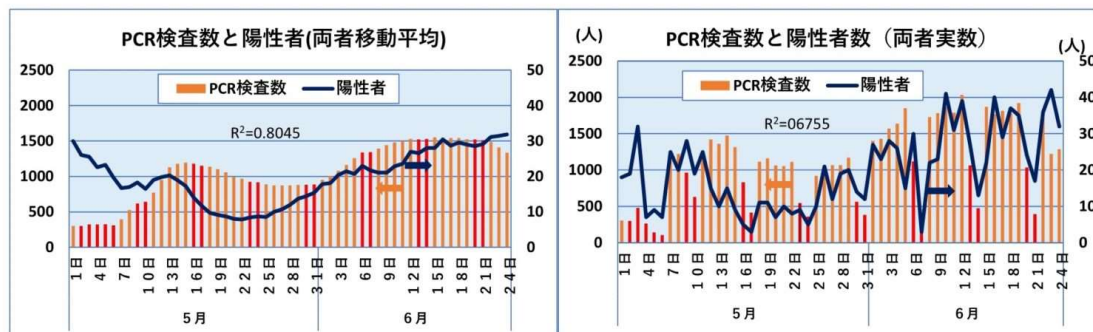 PCR検査数と陽性者(両者移動平均)
2500
2000
1500
1000
500
0
50
40
30
20
10
0
PCR検査数
陽性者
R²=0.8045
1日
4日
7日
10日
13日
16日
19日
22日
25日
28日
31日
3日
6日
9日
12日
15日
18日
21日
24日
5月
6月
(人)
PCR検査数と陽性者数（両者実数）
(人)
2500
2000
1500
1000
500
0
50
40
30
20
10
0
PCR検査数
陽性者
R²=06755
1日
4日
7日
10日
13日
16日
19日
22日
25日
28日
31日
3日
6日
9日
12日
15日
18日
21日
24日
5月
6月